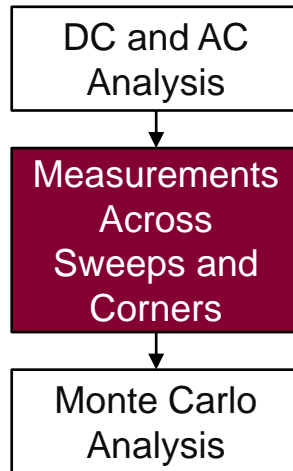 DC and AC
Analysis
Measurements
Across
Sweeps and
Corners
Monte Carlo
Analysis